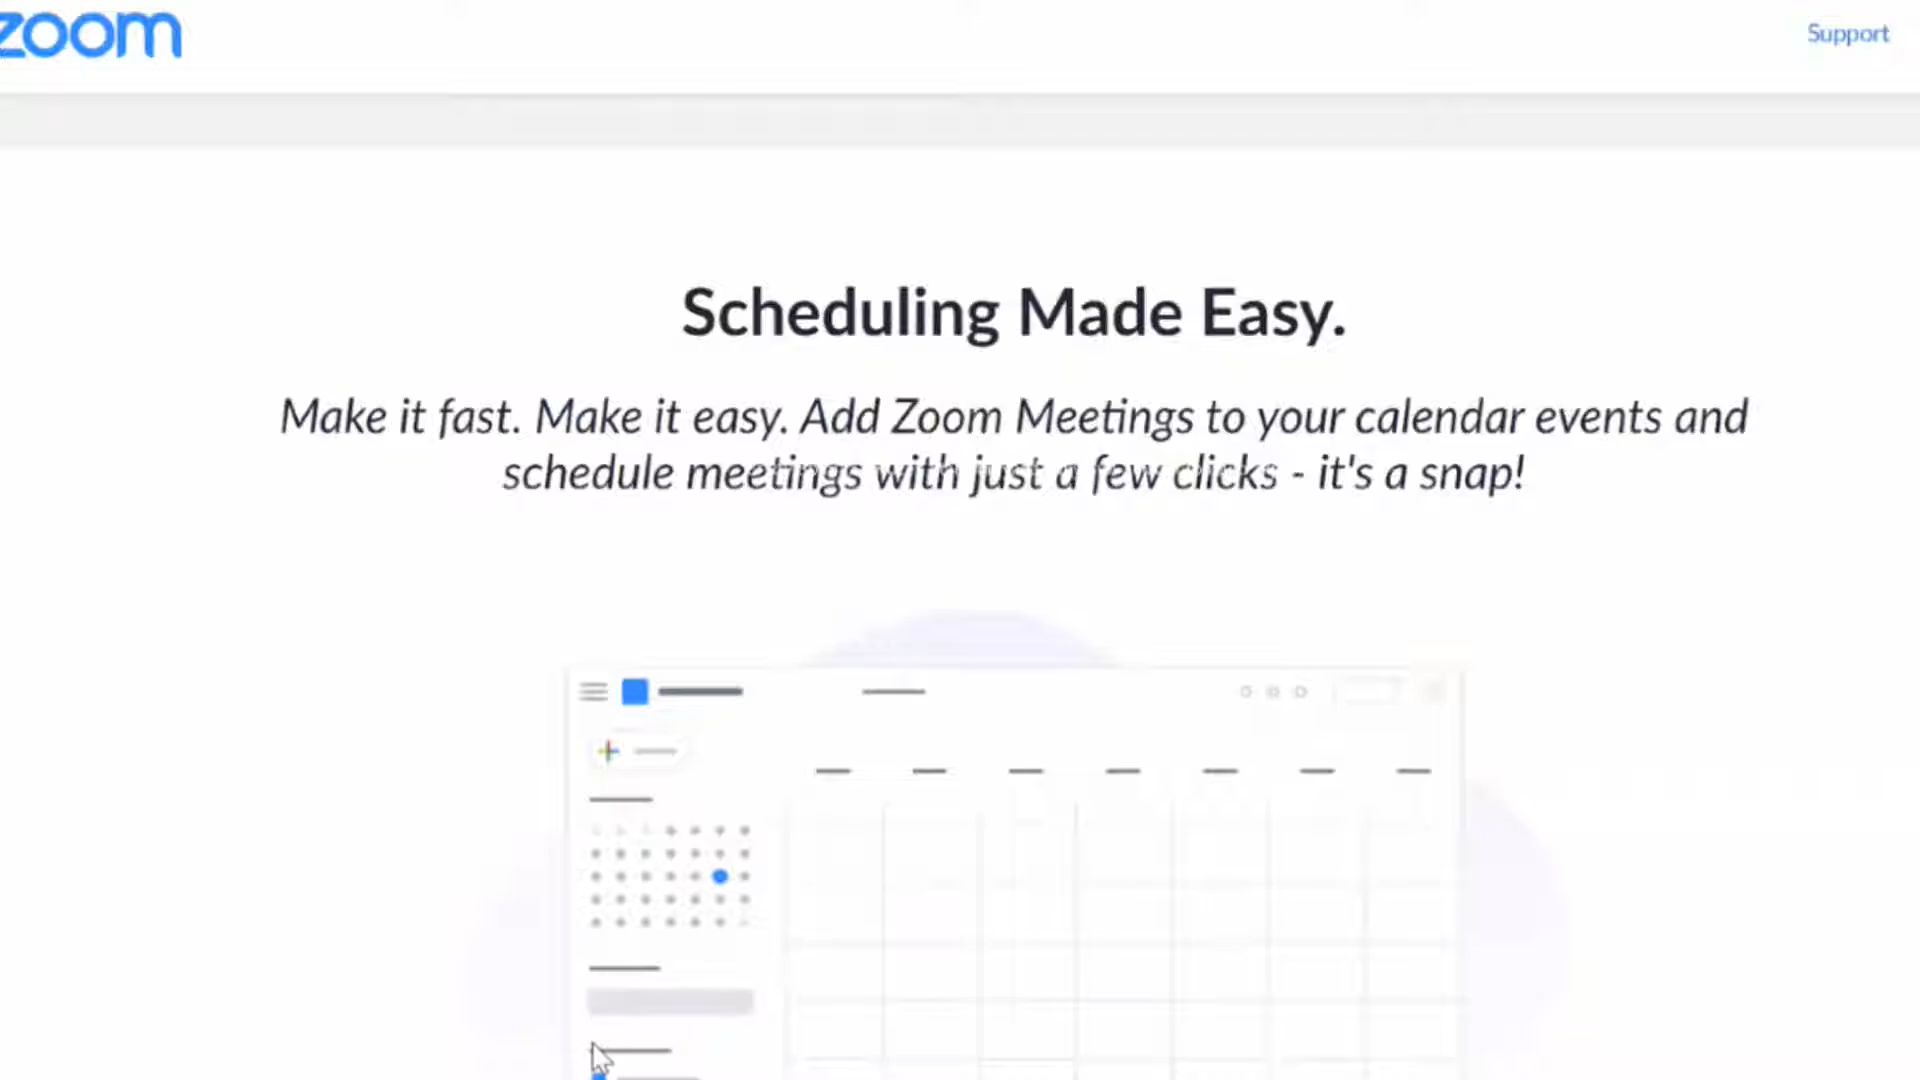 zoom
Support
Scheduling Made Easy.
Make it fast. Make it easy. Add Zoom Meetings to your calendar events and
schedule meetings with just a few clicks - it's a snap!